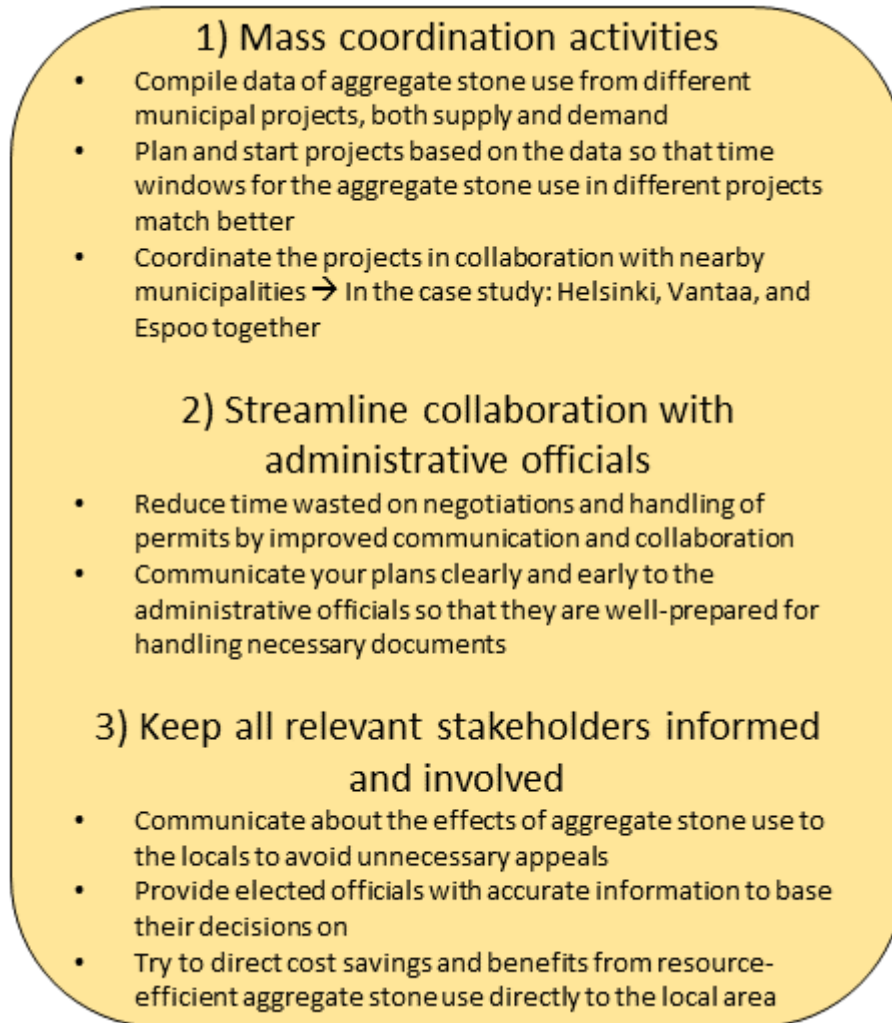 1) Mass coordination activities
• Compile data of aggregate stone use from different
municipal projects, both supply and demand
• Plan and start projects based on the data so that time
windows for the aggregate stone use in different projects
match better
• Coordinate the projects in collaboration with nearby
municipalities → In the case study: Helsinki, Vantaa, and
Espoo together
2) Streamline collaboration with
administrative officials
• Reduce time wasted on negotiations and handling of
permits by improved communication and collaboration
• Communicate your plans clearly and early to the
administrative officials so that they are well-prepared for
handling necessary documents
3) Keep all relevant stakeholders informed
and involved
• Communicate about the effects of aggregate stone use to
the locals to avoid unnecessary appeals
• Provide elected officials with accurate information to base
their decisions on
• Try to direct cost savings and benefits from resource-
efficient aggregate stone use directly to the local area